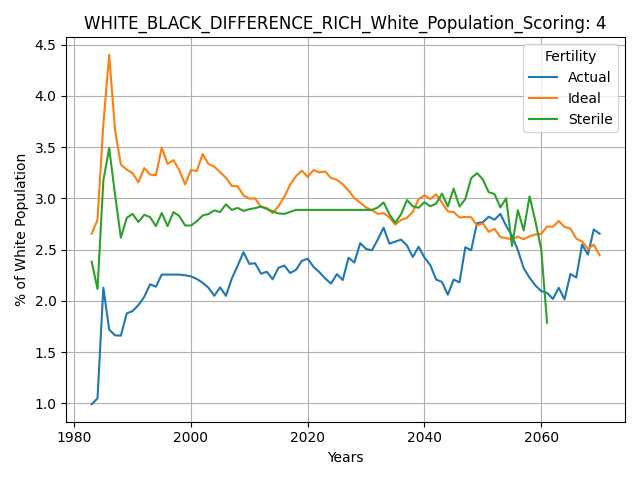 WHITE_BLACK_DIFFERENCE_RICH_White_Population_Scoring: 4
% of White Population
4.5
4.0
3.5
3.0
2.5
2.0
1.5
1.0
Fertility
Actual
Ideal
Sterile
1980 2000 2020 2040 2060
Years